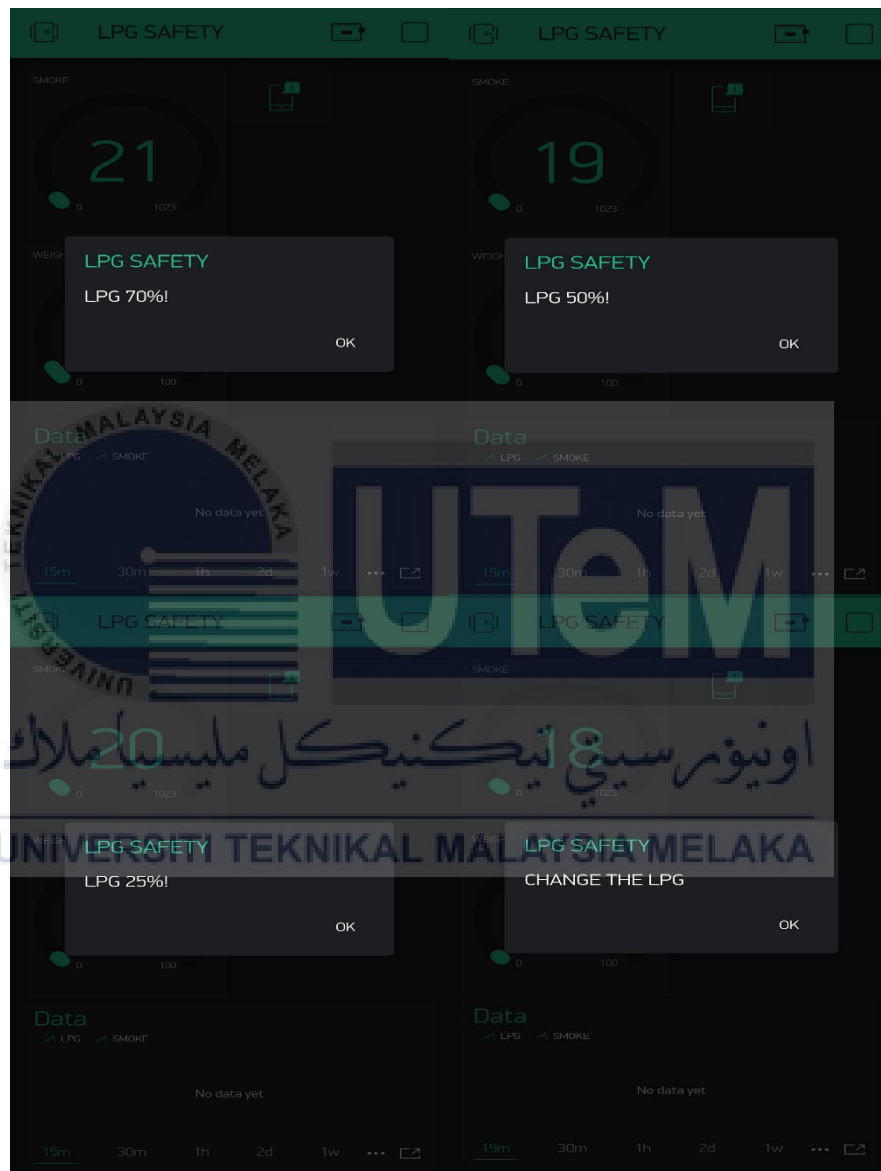 LPG SAFETY
SMOKE
21
0 1023
WEIGH
LPG SAFETY
LPG 70%!
OK
0 100
Data
LPG SMOKE
No data yet
15m 30m 1h 2d 1w
LPG SAFETY
SMOKE
19
0 1023
WEIGH
LPG SAFETY
LPG 50%!
OK
0 100
Data
LPG SMOKE
No data yet
15m 30m 1h 2d 1w
LPG SAFETY
SMOKE
20
0 1023
WEIGH
LPG SAFETY
LPG 25%!
OK
0 100
Data
LPG SMOKE
No data yet
15m 30m 1h 2d 1w
LPG SAFETY
SMOKE
18
0 1023
WEIGH
LPG SAFETY
CHANGE THE LPG
OK
0 100
Data
LPG SMOKE
No data yet
15m 30m 1h 2d 1w
UNIVERSITI TEKNIKAL MALAYSIA MELAKA
UTeM
اونيۏرسيتي تيكنيكل مليسيا ملاك
UNIVERSITI TEKNIKAL MALAYSIA MELAKA